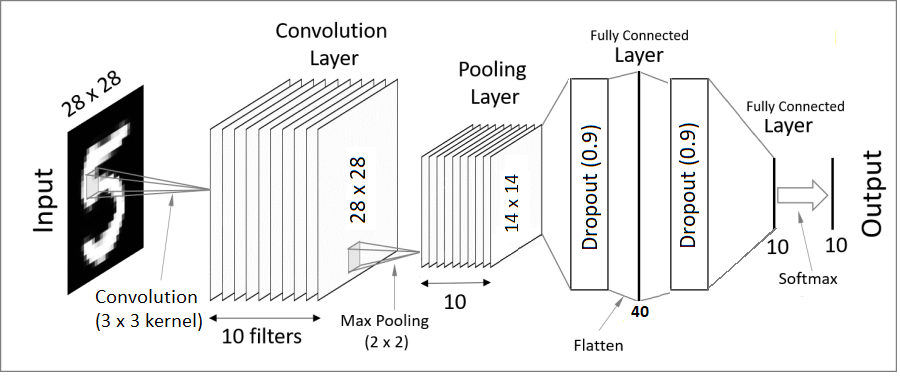 28 x 28
Input
Convolution
(3 x 3 kernel)
Convolution
Layer
28 x 28
10 filters
Max Pooling
(2 x 2)
Pooling
Layer
14 x 14
10
Dropout (0.9)
Flatten
Fully Connected
Layer
40
Dropout (0.9)
Fully Connected
Layer
10
Softmax
10
Output